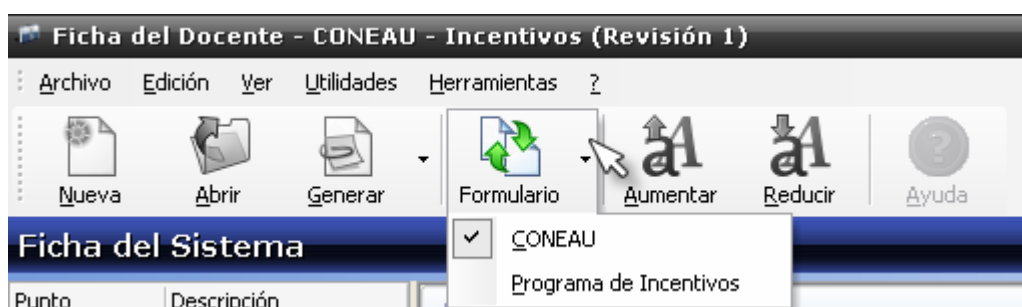 Ficha del Docente - CONEAU - Incentivos (Revisión 1)
Archivo Edición Ver Utilidades Herramientas ?
Nueva Abrir Generar Formulario Aumentar Reducir Ayuda
Ficha del Sistema
CONEAU
Programa de Incentivos
Punto Descripción